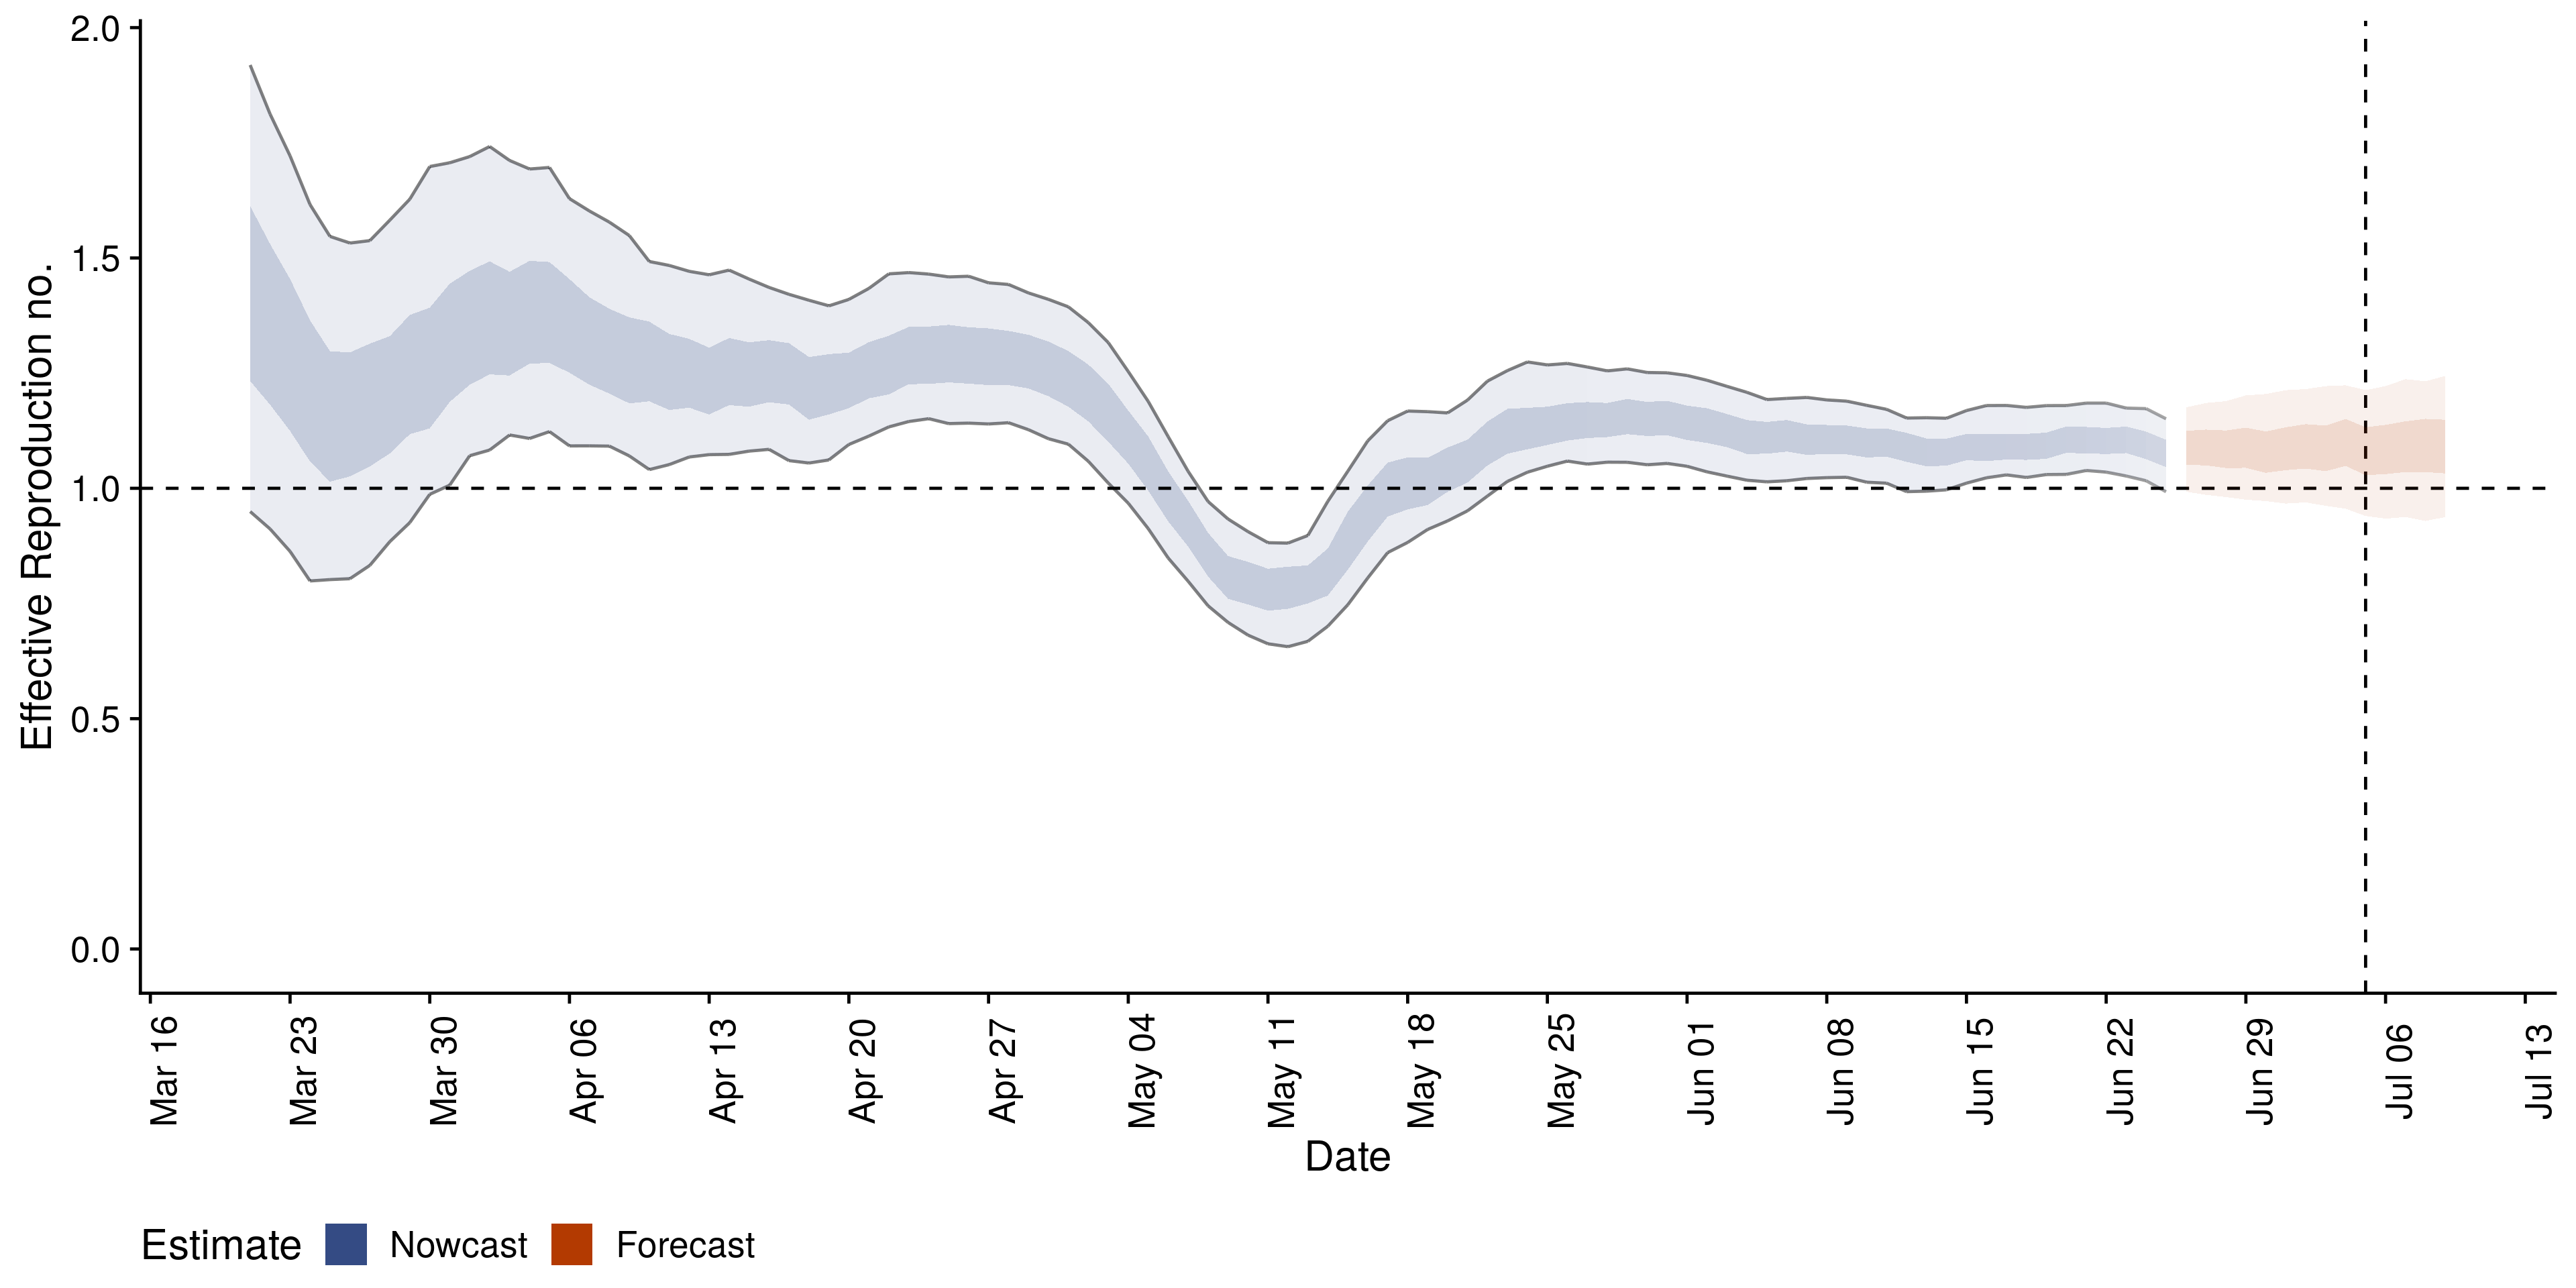 Effective Reproduction no.
2.0
1.5
1.0
0.5
0.0
Mar 16
Mar 23
Mar 30
Apr 06
Apr 13
Apr 20
Apr 27
May 04
May 11
May 18
May 25
Jun 01
Jun 08
Jun 15
Jun 22
Jun 29
Jul 06
Jul 13
Date
Estimate Nowcast Forecast